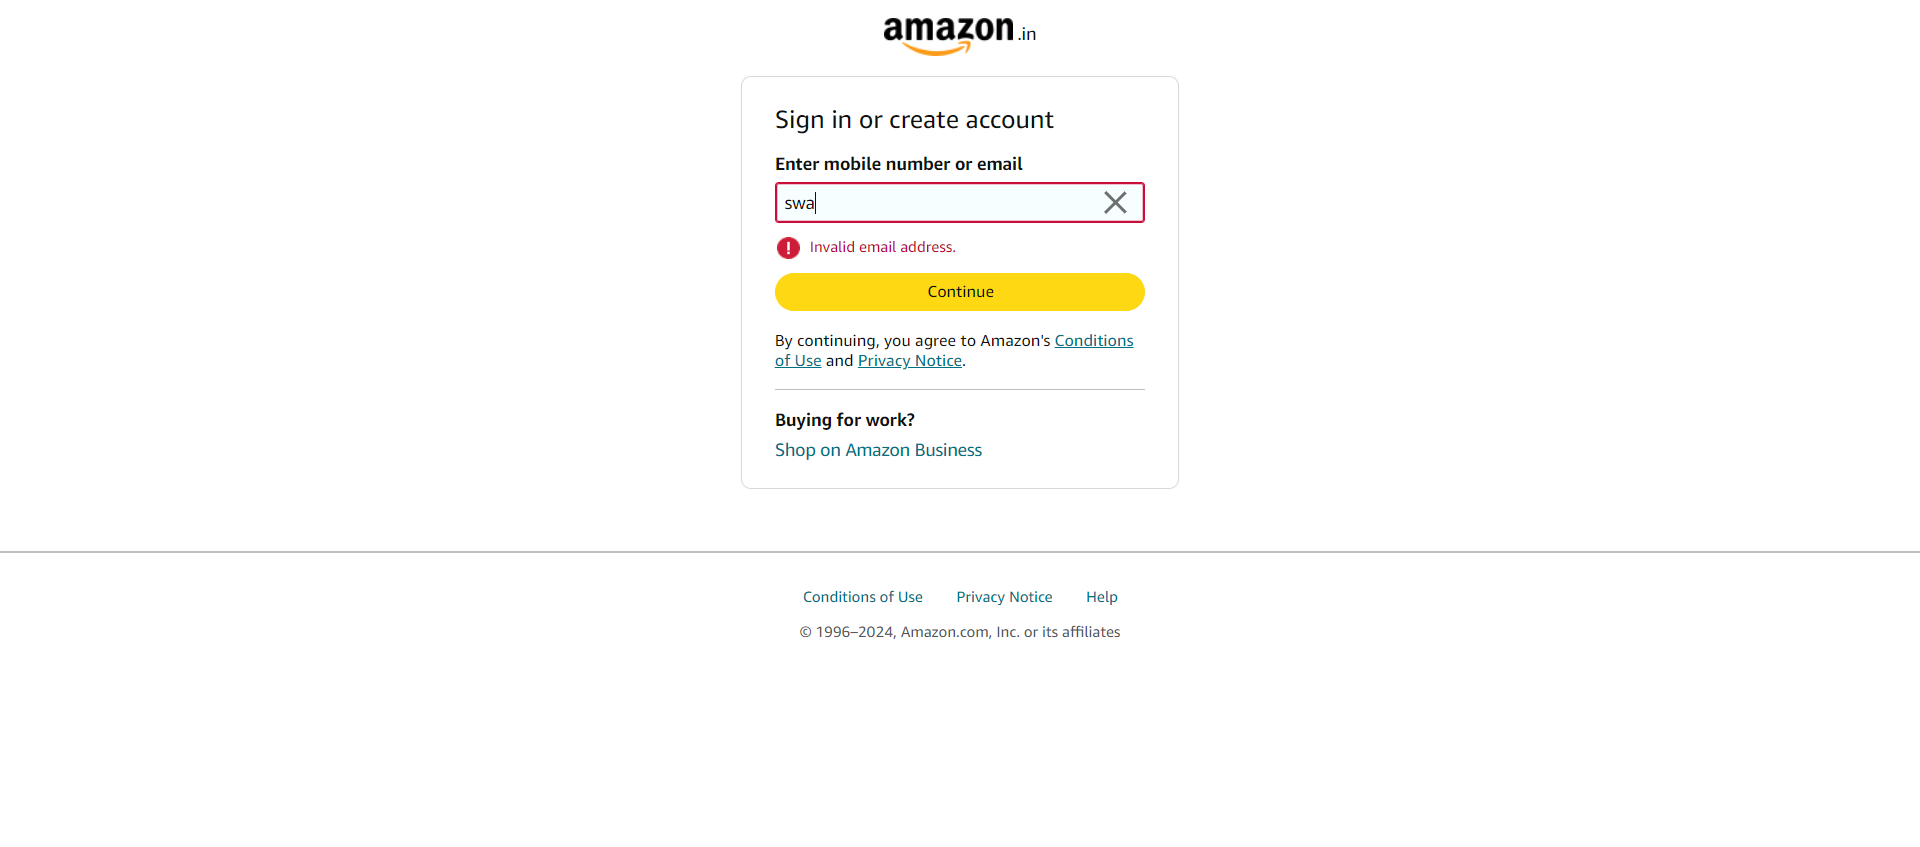 amazon.in
Sign in or create account
Enter mobile number or email
swa
Invalid email address.
Continue
By continuing, you agree to Amazon's Conditions
of Use and Privacy Notice.
Buying for work?
Shop on Amazon Business
Conditions of Use Privacy Notice Help
© 1996–2024, Amazon.com, Inc. or its affiliates